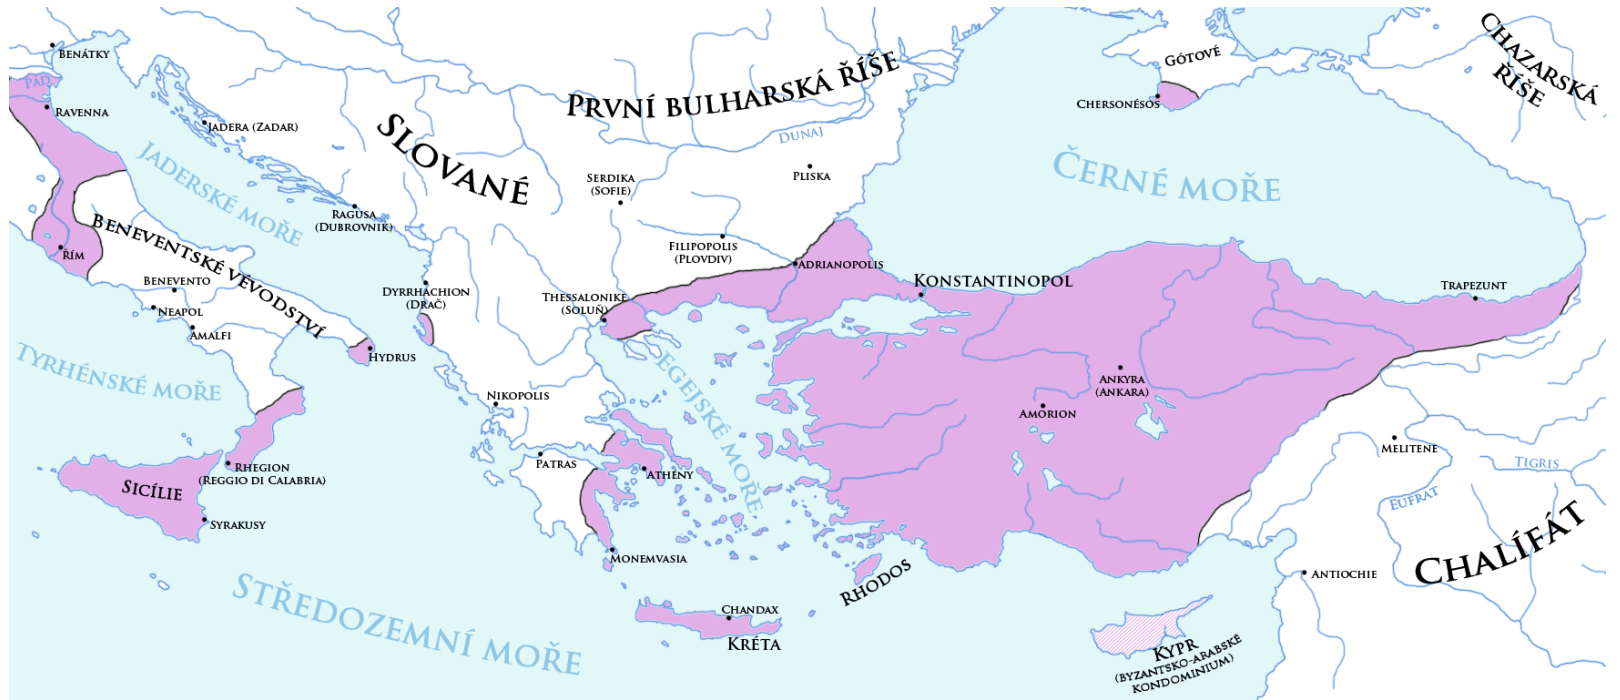 Benátky
Pád
Ravenna
Jadera (Zadar)
Jaderské moře
Slované
První bulharská říše
Dunaj
Pliska
Serdika
(Sofie)
Ragusa
(Dubrovnik)
Filipopolis
(Plovdiv)
Adrianopolis
Gótové
Chersonésos
Chazarská
říše
Černé moře
Řím
Beneventské vévodství
Benevento
Neapol
Amalfi
Hydrus
Dyrrhachion
(Drač)
Thessalonike
(Soluň)
Konstantinopol
Trapezunt
Tyrhénské moře
Egejské moře
Nikopolis
Patras
Athény
Monemvasia
Ankyra
(Ankara)
Amorion
Melitene
Tigris
Eufrat
Chalífát
Antiochie
Rhegion
(Reggio di Calabria)
Sicílie
Syrakusy
Středozemní moře
Rhodos
Chandax
Kréta
Kypr
(byzantsko-arabské
kondominium)